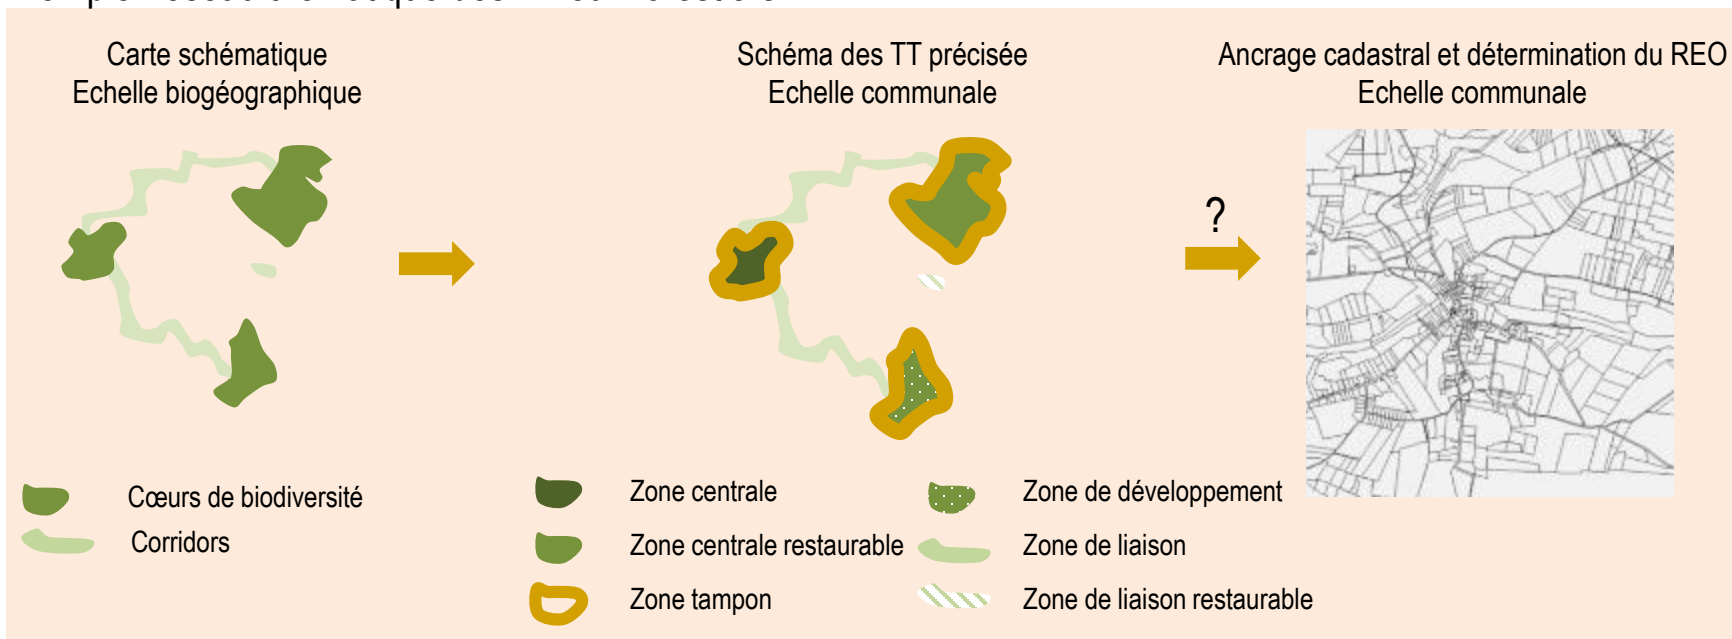 Carte schématique
Echelle biogéographique
Schéma des TT précisée
Echelle communale
Ancrage cadastral et détermination du REO
Echelle communale
?
Cœurs de biodiversité
Corridors
Zone centrale
Zone centrale restaurable
Zone tampon
Zone de développement
Zone de liaison
Zone de liaison restaurable